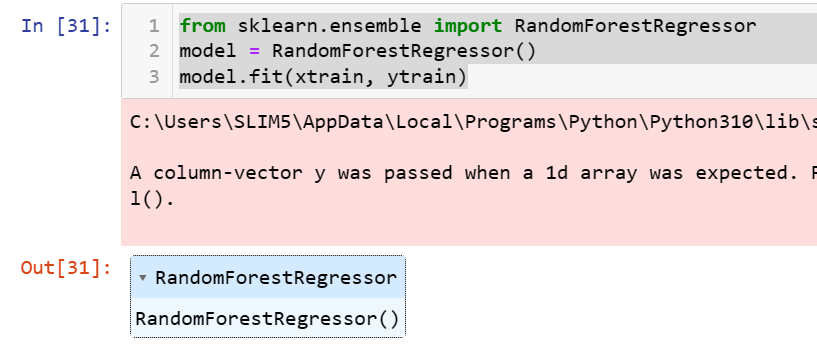 In [31]:
1 from sklearn.ensemble import RandomForestRegressor
2 model = RandomForestRegressor()
3 model.fit(xtrain, ytrain)
C:\Users\SLIM5\AppData\Local\Programs\Python\Python310\lib\s
A column-vector y was passed when a 1d array was expected. P
l().
Out[31]:
RandomForestRegressor
RandomForestRegressor()